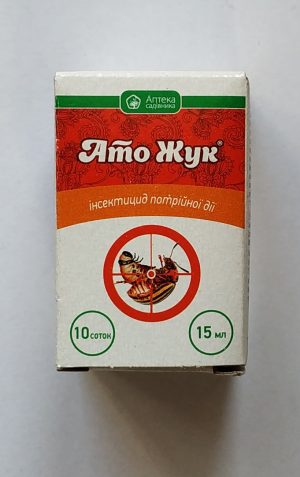 Аптека
садівника
Ато Жук®
інсектицид потрійної дії
10 соток
15 мл